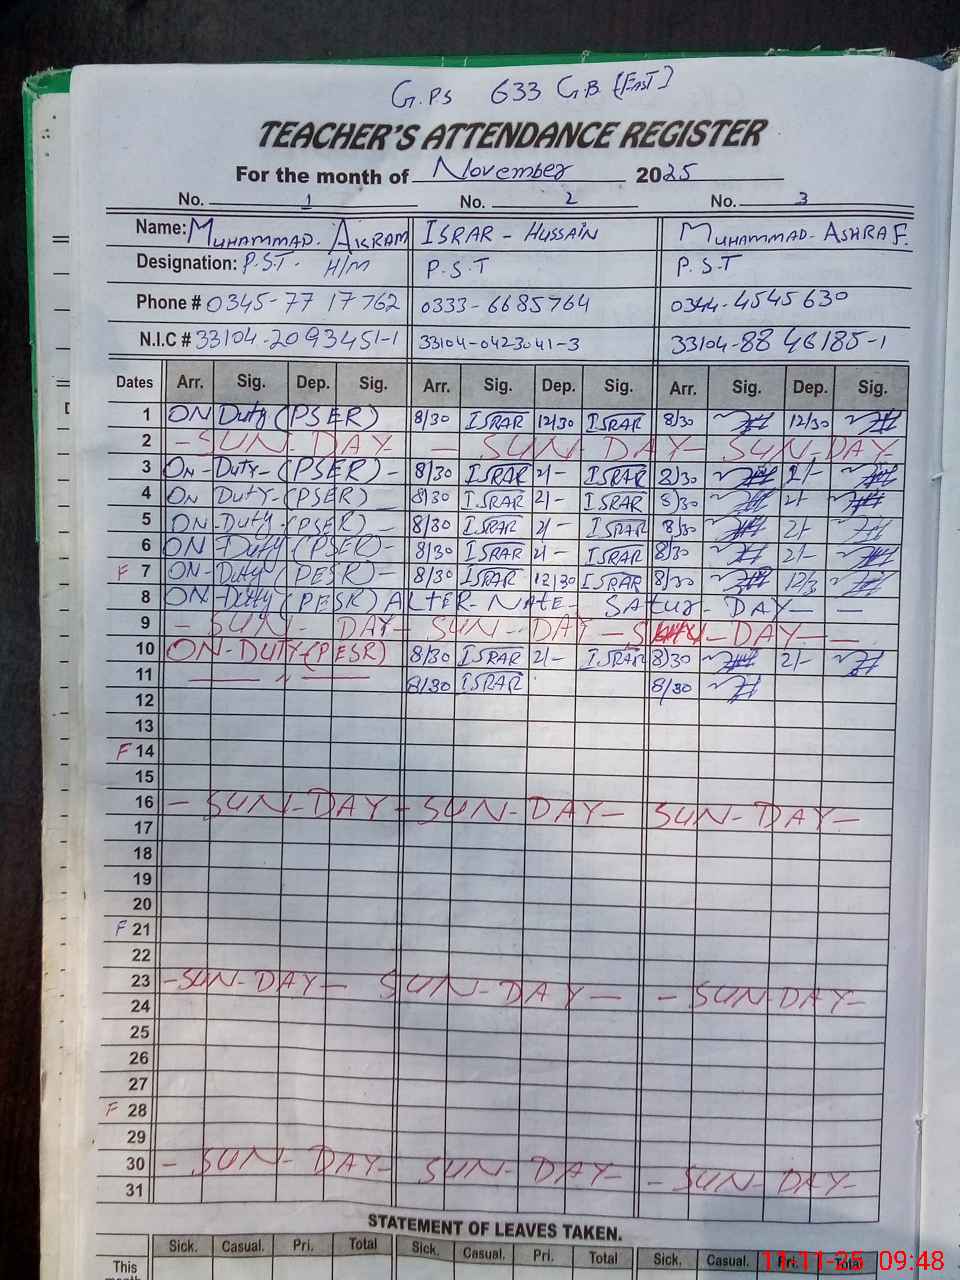 G.P.S 633 G.B. (EAST)
TEACHER'S ATTENDANCE REGISTER
For the month of November 2025
No. 1 No. 2 No. 3
Name: MUHAMMAD. AKRAM ISRAR - HUSSAIN MUHAMMAD. ASHRAF.
Designation: P.S.T. H/M P.S.T P.S.T
Phone # 0345-77 17 762 0333-6685764 0344-4545630
N.I.C # 33104-2093451-1 33104-0423041-3 33104-8846185-1
Dates Arr. Sig. Dep. Sig. Arr. Sig. Dep. Sig. Arr. Sig. Dep. Sig.
1 ON Duty (PSER) 8/30 ISRAR 12/30 ISRAR 8/30 12/30
2 - SUN - DAY - SUN DAY - SUN-DAY-
3 ON-DUTY-(PSER)- 8/30 ISRAR 2/- ISRAR 8/30 2/-
4 ON DUTY-(PSER) 8/30 ISRAR 2/- ISRAR 8/30 2/-
5 ON-Duty-(PSER)- 8/30 ISRAR 2/- ISRAR 8/30 2/-
6 ON-Duty-(PSER)- 8/30 ISRAR 2/- ISRAR 8/30 2/-
F 7 ON-Duty (PESR)- 8/30 ISRAR 12/30 ISRAR 8/30
8 ON-Duty (PESR) ALTER-NATE- SATUR-DAY- -
9 - SUN- DAY- SUN- DAY - -DAY- -
10 ON-DUTY-(PESR) 8/30 ISRAR 2/- ISRAR 8/30 2/-
11 8/30 ISRAR 8/30
12
13
F 14
15
16 - SUN-DAY - SUN-DAY- SUN-DAY-
17
18
19
20
F 21
22
23 -SUN-DAY- SUN-DAY- - SUN-DAY-
24
25
26
27
F 28
29
30 - SUN- DAY- SUN-DAY- - SUN-DAY-
31
STATEMENT OF LEAVES TAKEN.
Sick. Casual. Pri. Total Sick. Casual. Pri. Total Sick. Casual. Pri. Total
This
month
11-11-25 09:48